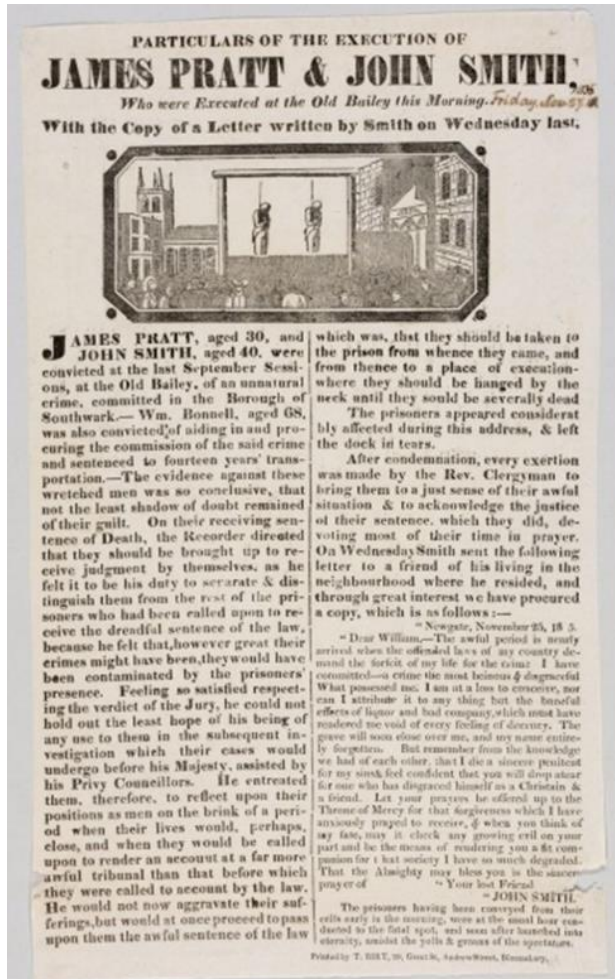 PARTICULARS OF THE EXECUTION OF
JAMES PRATT & JOHN SMITH,
Who were Executed at the Old Bailey this Morning. Friday,
With the Copy of a Letter written by Smith on Wednesday last,
JAMES PRATT, aged 30, and
JOHN SMITH, aged 40, were
convicted at the last September Sessi-
ons, at the Old Bailey, of an unnatural
crime, committed in the Borough of
Southwark.— Wm. Bonnell, aged 68,
was also convicted of aiding in and pro-
curing the commission of the said crime
and sentenced to fourteen years' trans-
portation.—The evidence against these
wretched men was so conclusive, that
not the least shadow of doubt remained
of their guilt. On their receiving sen-
tence of Death, the Recorder directed
that they should be brought up to re-
ceive judgment by themselves, as he
felt it to be his duty to separate & dis-
tinguish them from the rest of the pri-
soners who had been called upon to re-
ceive the dreadful sentence of the law,
because he felt that, however great their
crimes might have been, they would have
been contaminated by the prisoners'
presence. Feeling so satisfied respect-
ing the verdict of the Jury, he could not
hold out the least hope of his being of
any use to them in the subsequent in-
vestigation which their cases would
undergo before his Majesty, assisted by
his Privy Councillors. He entreated
them, therefore, to reflect upon their
positions as men on the brink of a peri-
od when their lives would, perhaps,
close, and when they would be called
upon to render an account at a far more
awful tribunal than that before which
they were called to account by the law.
He would not now aggravate their suf-
ferings, but would at once proceed to pass
upon them the awful sentence of the law
which was, that they should be taken to
the prison from whence they came, and
from thence to a place of execution-
where they should be hanged by the
neck until they sould be severally dead
The prisoners appeared considerat
bly affected during this address, & left
the dock in tears.
After condemnation, every exertion
was made by the Rev. Clergyman to
bring them to a just sense of their awful
situation & to acknowledge the justice
of their sentence. which they did, de-
voting most of their time in prayer.
On Wednesday Smith sent the following
letter to a friend of his living in the
neighbourhood where he resided, and
through great interest we have procured
a copy, which is as follows:—
"Newgate, November 25, 18 5.
"Dear William,—The awful period is nearly
arrived when the offended laws of my country de-
mand the forfeit of my life for the crime I have
committed—a crime the most heinous & disgraceful
What possessed me, I am at a loss to conceive, nor
can I attribute it to any thing but the baneful
effects of liquor and bad company, which must have
rendered me void of every feeling of decency. The
grave will soon close over me, and my name entire-
ly forgotten. But remember from the knowledge
we had of each other, that I die a sincere penitent
for my sins & feel confident that you will drop a tear
for one who has disgraced himself as a Christain &
a friend. Let your prayers be offered up to the
Throne of Mercy for that forgiveness which I have
anxiously prayed to receive, & when you think of
my fate, may it check any growing evil on your
part and be the means of rendering you a fit com-
panion for t hat society I have so much degraded.
That the Almighty may bless you is the sincer
prayer of "Your lost Friend
"JOHN SMITH.
The prisoners having been conveyed from their
cells early in the morning, were at the usual hour con-
ducted to the fatal spot, and soon after launched into
eternity, amidst the yells & groans of the spectators.
Printed by T. BIRT, Great St. Andrew Street, Bloomsbury.